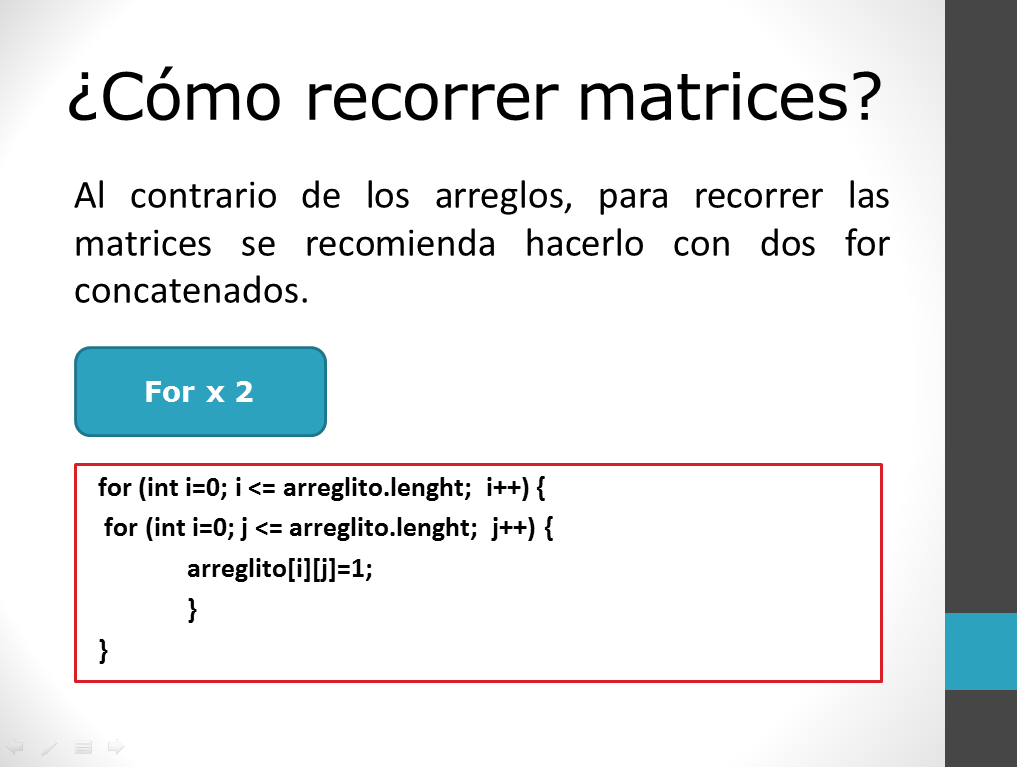 ¿Cómo recorrer matrices?
Al contrario de los arreglos, para recorrer las
matrices se recomienda hacerlo con dos for
concatenados.
For x 2
for (int i=0; i <= arreglito.lenght; i++) {
for (int i=0; j <= arreglito.lenght; j++) {
arreglito[i][j]=1;
}
}